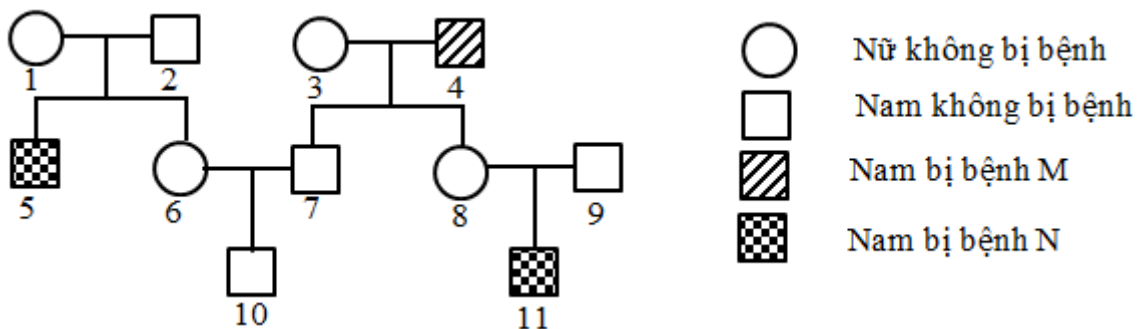 1 2 3 4
5 6 7 8 9
10 11
Nữ không bị bệnh
Nam không bị bệnh
Nam bị bệnh M
Nam bị bệnh N